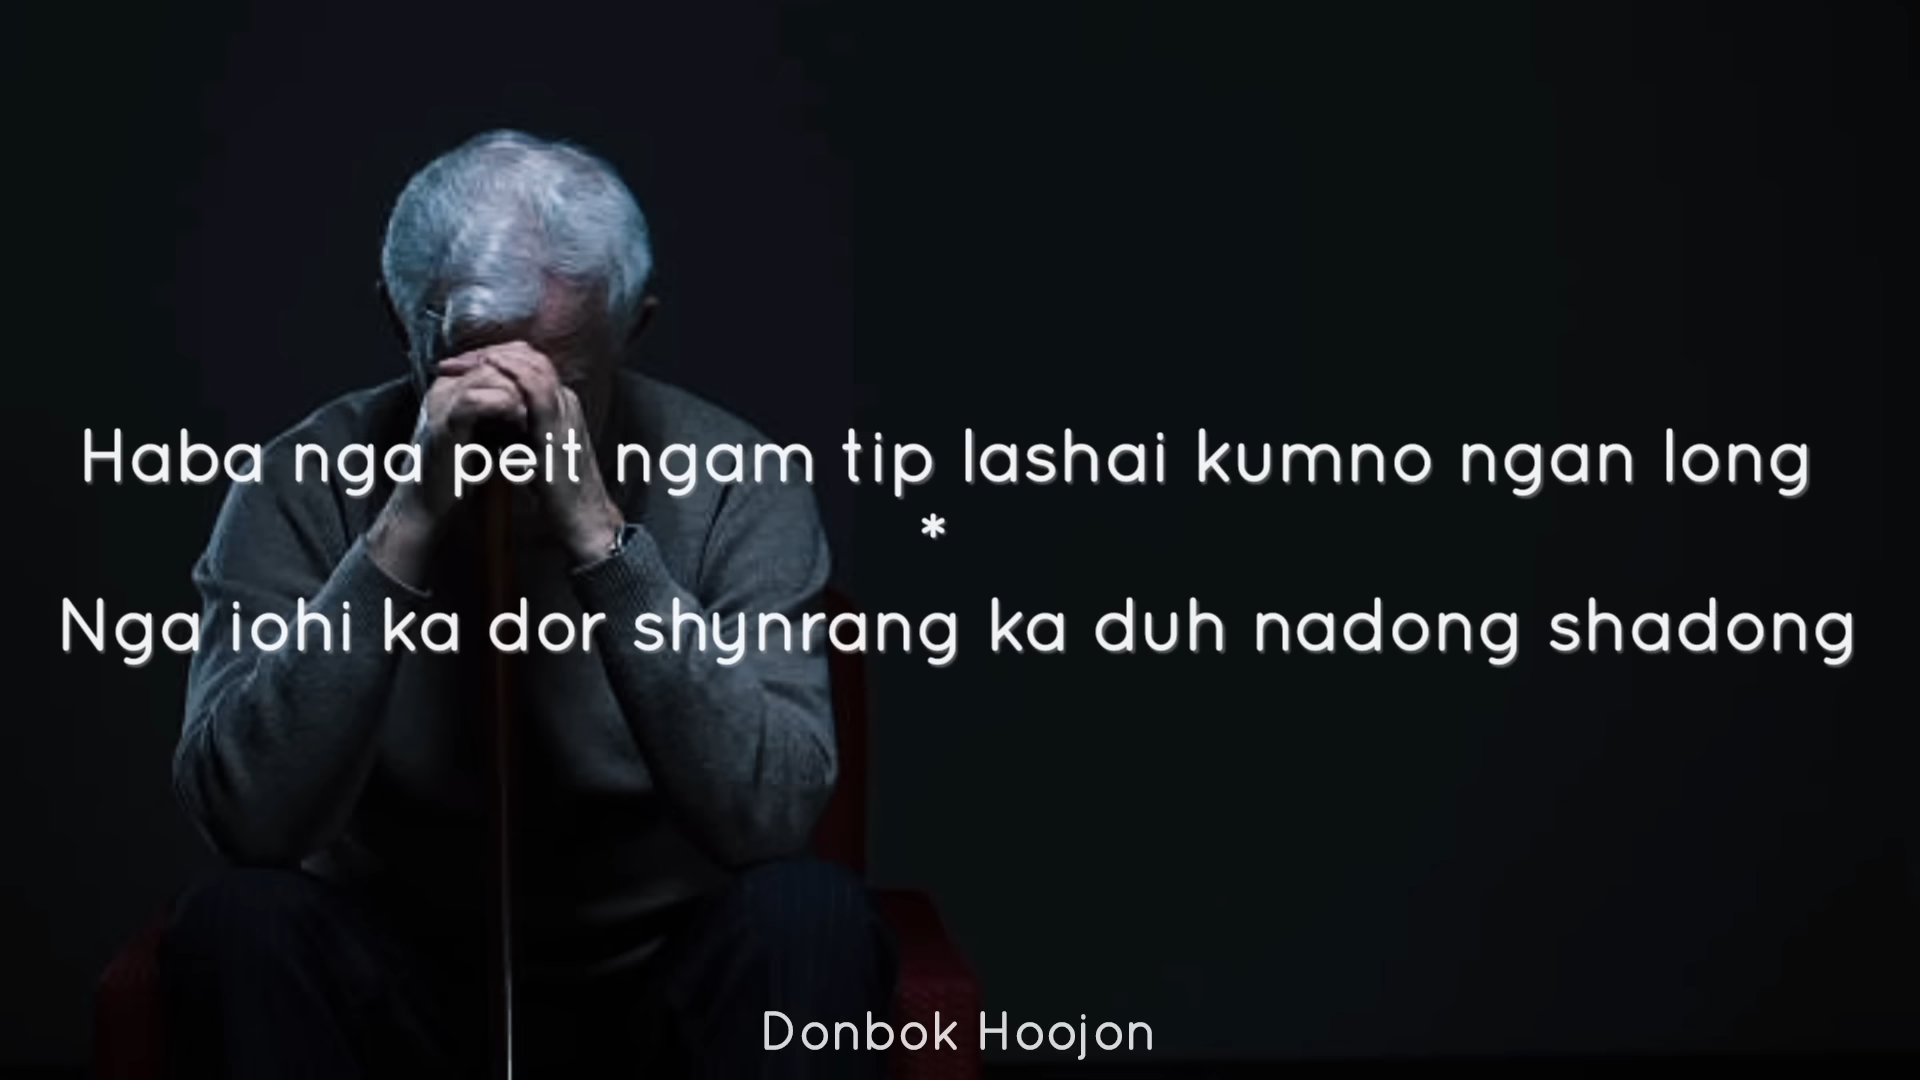 Haba nga peit ngam tip lashai kumno ngan long
*
Nga iohi ka dor shynrang ka duh nadong shadong
Donbok Hoojon